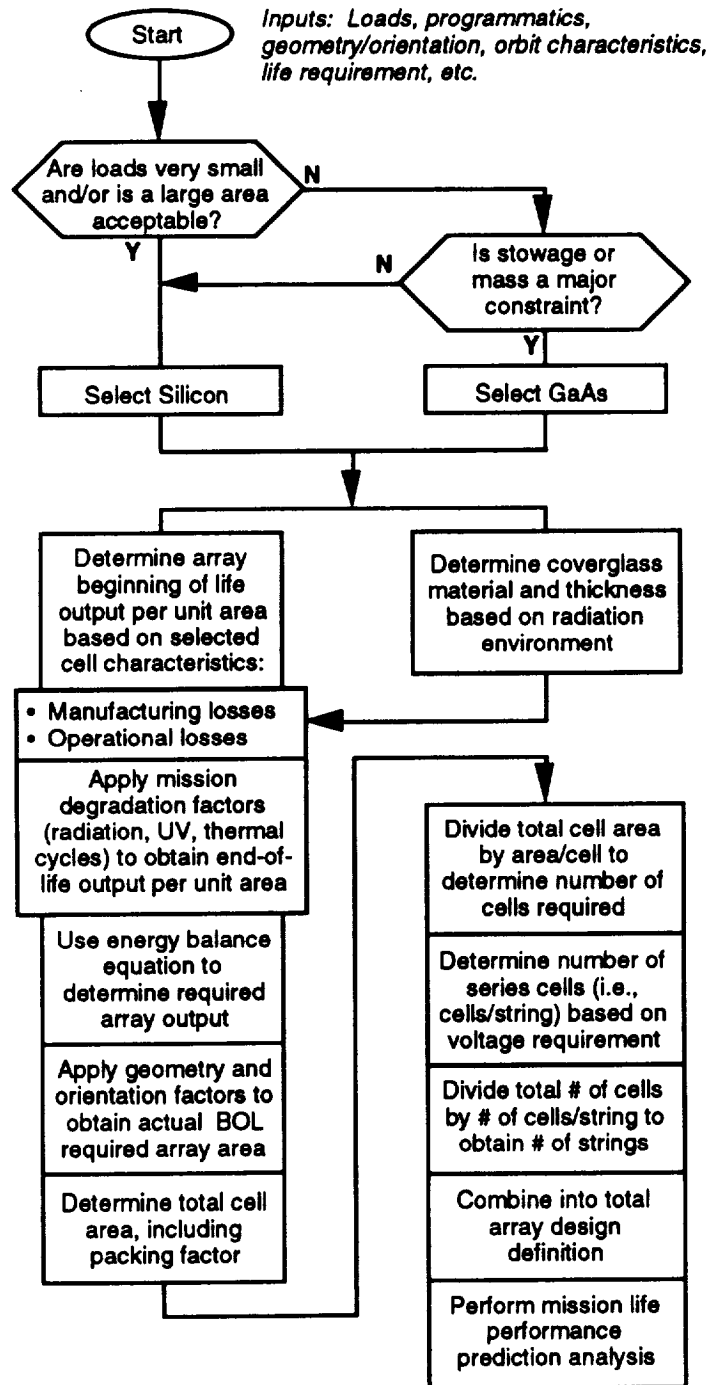 Start
Inputs: Loads, programmatics,
geometry/orientation, orbit characteristics,
life requirement, etc.
Are loads very small
and/or is a large area
acceptable?
N
Y
Is stowage or
mass a major
constraint?
N
Y
Select Silicon
Select GaAs
Determine array
beginning of life
output per unit area
based on selected
cell characteristics:
Determine coverglass
material and thickness
based on radiation
environment
• Manufacturing losses
• Operational losses
Apply mission
degradation factors
(radiation, UV, thermal
cycles) to obtain end-of-
life output per unit area
Use energy balance
equation to
determine required
array output
Apply geometry and
orientation factors to
obtain actual BOL
required array area
Determine total cell
area, including
packing factor
Divide total cell area
by area/cell to
determine number of
cells required
Determine number of
series cells (i.e.,
cells/string) based on
voltage requirement
Divide total # of cells
by # of cells/string to
obtain # of strings
Combine into total
array design
definition
Perform mission life
performance
prediction analysis